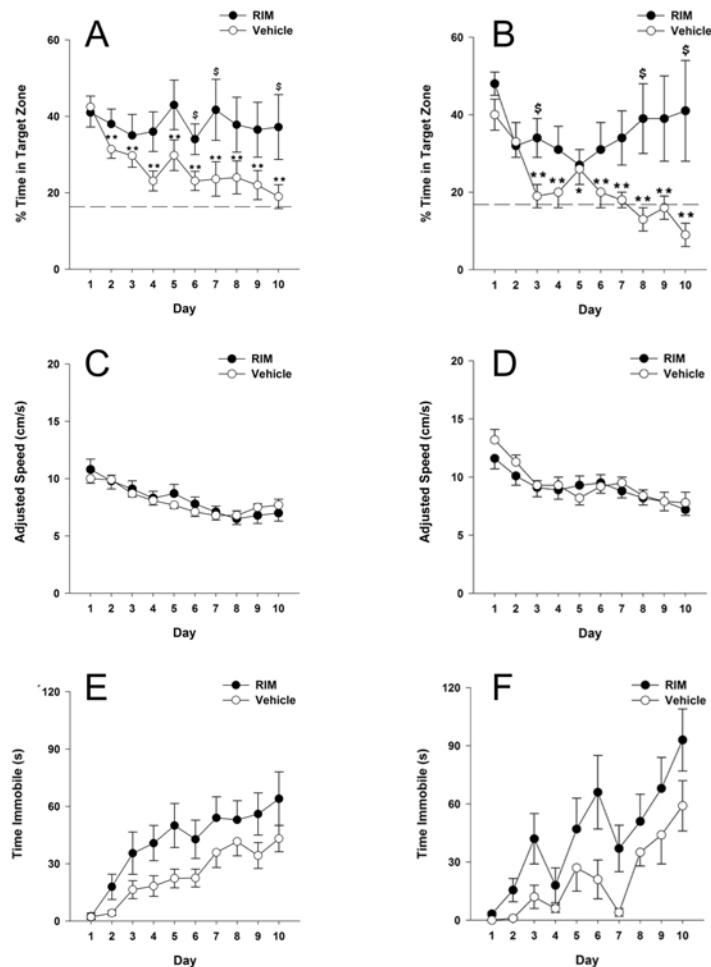 A
RIM
Vehicle
% Time in Target Zone
60
40
20
0
** ** ** ** ** ** ** ** **
$ $ $
1 2 3 4 5 6 7 8 9 10
Day
B
RIM
Vehicle
% Time in Target Zone
60
40
20
0
$ $ $
** ** * ** ** ** ** **
1 2 3 4 5 6 7 8 9 10
Day
C
RIM
Vehicle
Adjusted Speed (cm/s)
20
15
10
5
0
1 2 3 4 5 6 7 8 9 10
Day
D
RIM
Vehicle
Adjusted Speed (cm/s)
20
15
10
5
0
1 2 3 4 5 6 7 8 9 10
Day
E
RIM
Vehicle
Time Immobile (s)
120
90
60
30
0
1 2 3 4 5 6 7 8 9 10
Day
F
RIM
Vehicle
Time Immobile (s)
120
90
60
30
0
1 2 3 4 5 6 7 8 9 10
Day